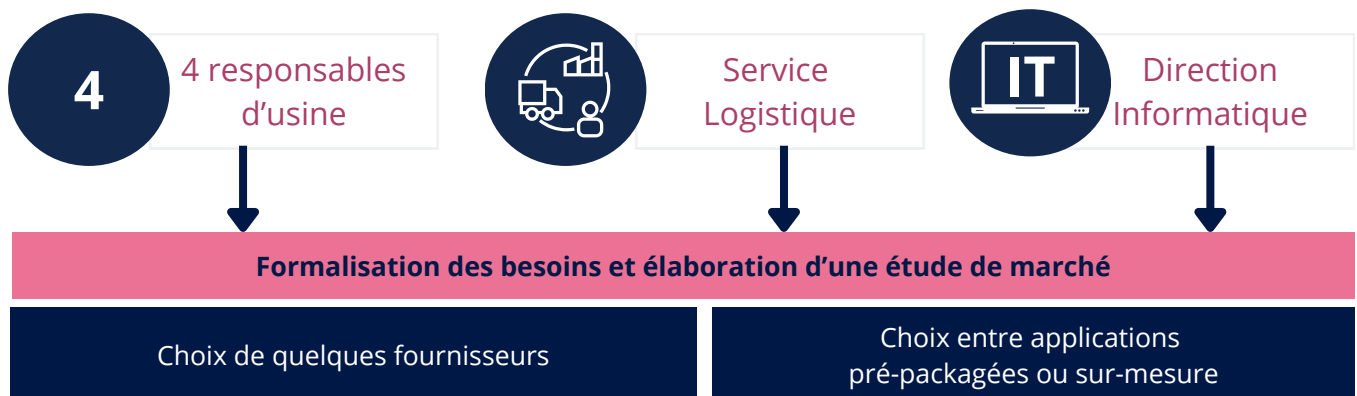 4
4 responsables
d’usine
Service
Logistique
IT
Direction
Informatique
Formalisation des besoins et élaboration d’une étude de marché
Choix de quelques fournisseurs
Choix entre applications
pré-packagées ou sur-mesure